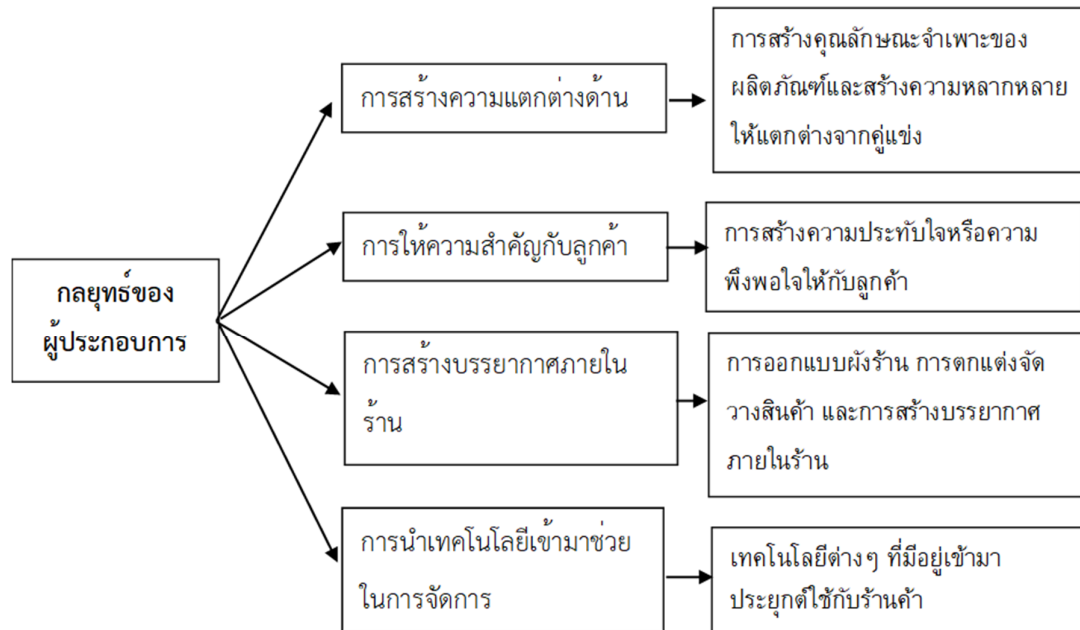 กลยุทธ์ของ
ผู้ประกอบการ
การสร้างความแตกต่างด้าน
การสร้างคุณลักษณะจำเพาะของ
ผลิตภัณฑ์และสร้างความหลากหลาย
ให้แตกต่างจากคู่แข่ง
การให้ความสำคัญกับลูกค้า
การสร้างความประทับใจหรือความ
พึงพอใจให้กับลูกค้า
การสร้างบรรยากาศภายใน
ร้าน
การออกแบบผังร้าน การตกแต่งจัด
วางสินค้า และการสร้างบรรยากาศ
ภายในร้าน
การนำเทคโนโลยีเข้ามาช่วย
ในการจัดการ
เทคโนโลยีต่างๆ ที่มีอยู่เข้ามา
ประยุกต์ใช้กับร้านค้า